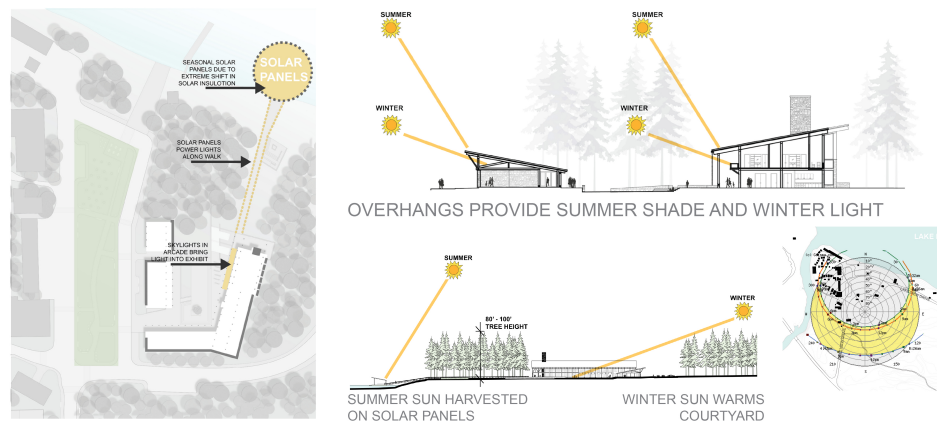 SOLAR
PANELS
SEASONAL SOLAR
PANELS DUE TO
EXTREME SHIFT IN
SOLAR INSULOTION
SOLAR PANELS
POWER LIGHTS
ALONG WALK
SKYLIGHTS IN
ARCADE BRING
LIGHT INTO EXHIBIT
SUMMER
WINTER
SUMMER
WINTER
OVERHANGS PROVIDE SUMMER SHADE AND WINTER LIGHT
SUMMER
80' - 100'
TREE HEIGHT
WINTER
SUMMER SUN HARVESTED
ON SOLAR PANELS
WINTER SUN WARMS
COURTYARD
LAKE